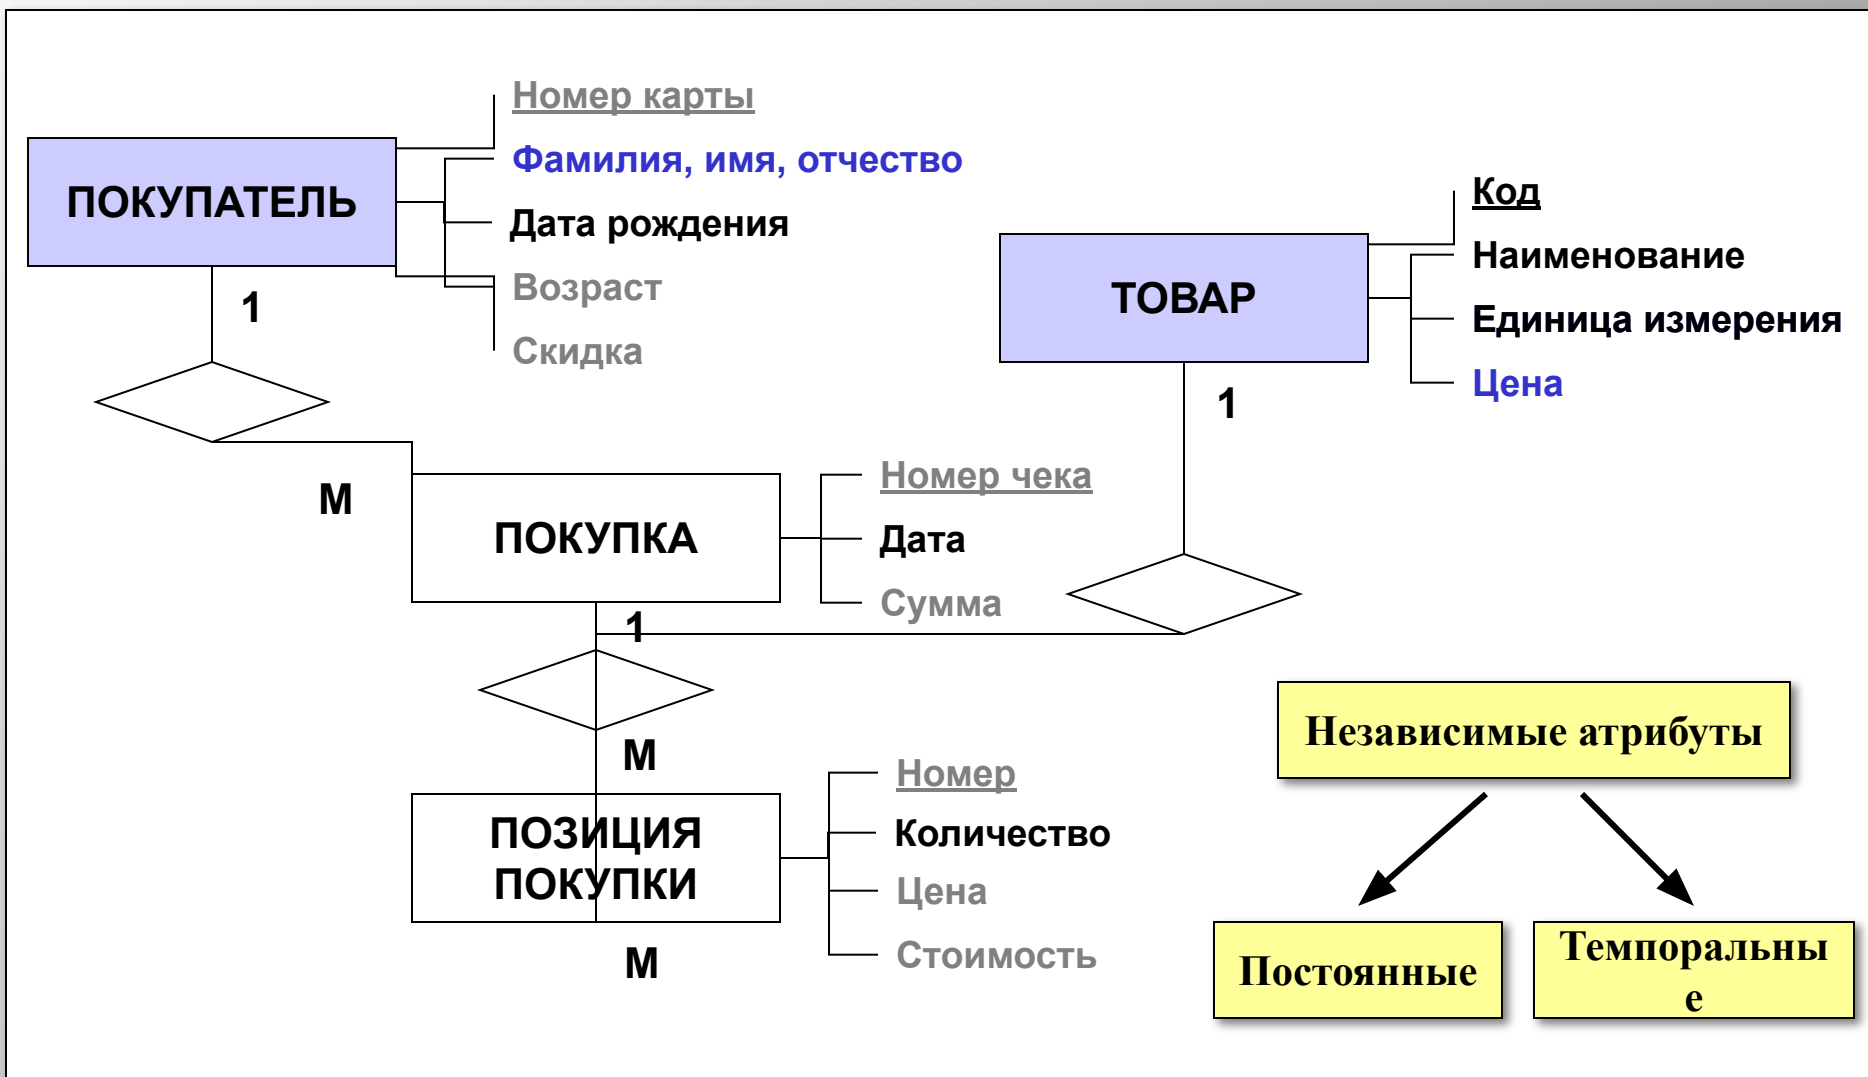 Номер карты
Фамилия, имя, отчество
ПОКУПАТЕЛЬ
Дата рождения
Возраст
Скидка
1
М
Код
Наименование
ТОВАР
Единица измерения
Цена
1
Номер чека
ПОКУПКА
Дата
Сумма
1
М
Номер
ПОЗИЦИЯ
ПОКУПКИ
Количество
Цена
Стоимость
М
Независимые атрибуты
Постоянные
Темпоральны
е